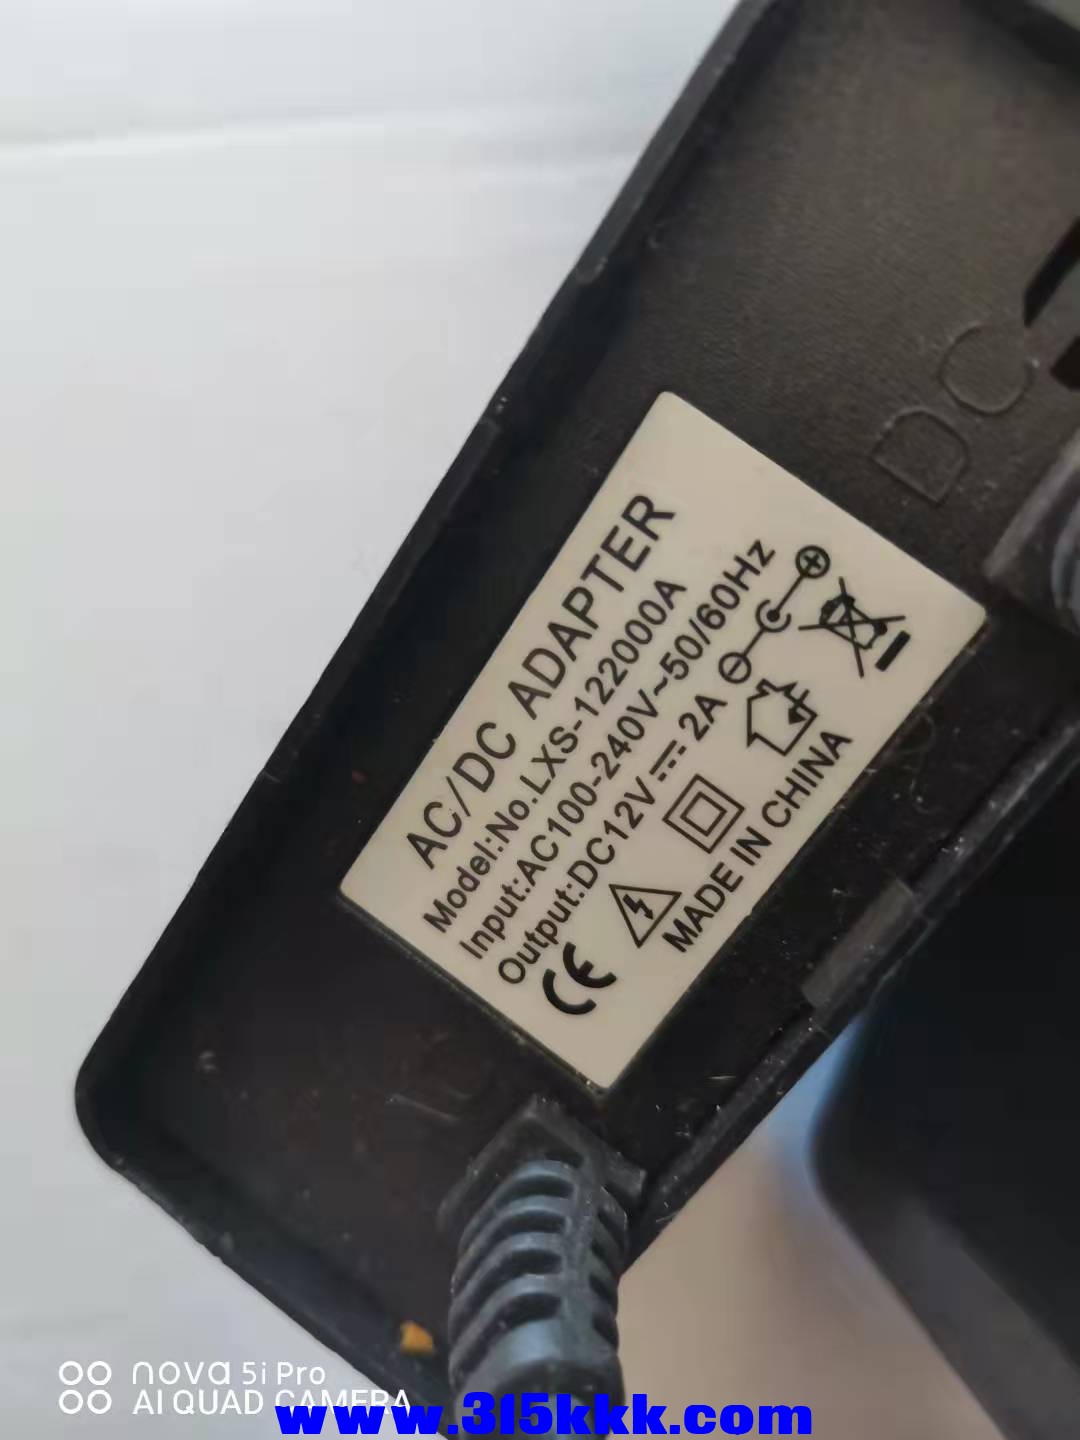 DC
AC/DC ADAPTER
Model:No.LXS-122000A
Input:AC100-240V~50/60Hz
Output:DC12V⎓2A
CE
MADE IN CHINA
nova 5i Pro
AI QUAD CAMERA
www.315kkk.com